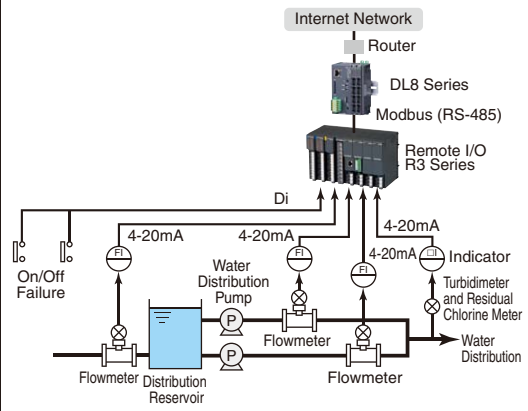 Internet Network
Router
DL8 Series
Modbus (RS-485)
Remote I/O
R3 Series
Di
4-20mA
4-20mA
4-20mA
4-20mA
FI
FI
FI
□I
Indicator
On/Off
Failure
Water
Distribution
Pump
Turbidimeter
and Residual
Chlorine Meter
P
P
Flowmeter
Water
Distribution
Flowmeter
Distribution
Reservoir
Flowmeter